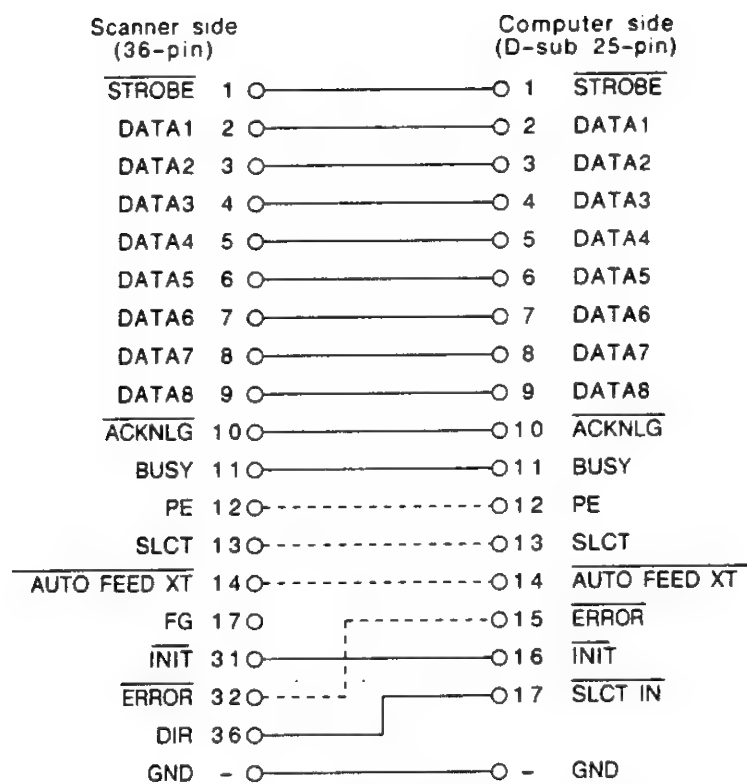 Scanner side Computer side
(36-pin) (D-sub 25-pin)
STROBE 1 1 STROBE
DATA1 2 2 DATA1
DATA2 3 3 DATA2
DATA3 4 4 DATA3
DATA4 5 5 DATA4
DATA5 6 6 DATA5
DATA6 7 7 DATA6
DATA7 8 8 DATA7
DATA8 9 9 DATA8
ACKNLG 10 10 ACKNLG
BUSY 11 11 BUSY
PE 12 12 PE
SLCT 13 13 SLCT
AUTO FEED XT 14 14 AUTO FEED XT
FG 17 15 ERROR
INIT 31 16 INIT
ERROR 32 17 SLCT IN
DIR 36
GND - - GND